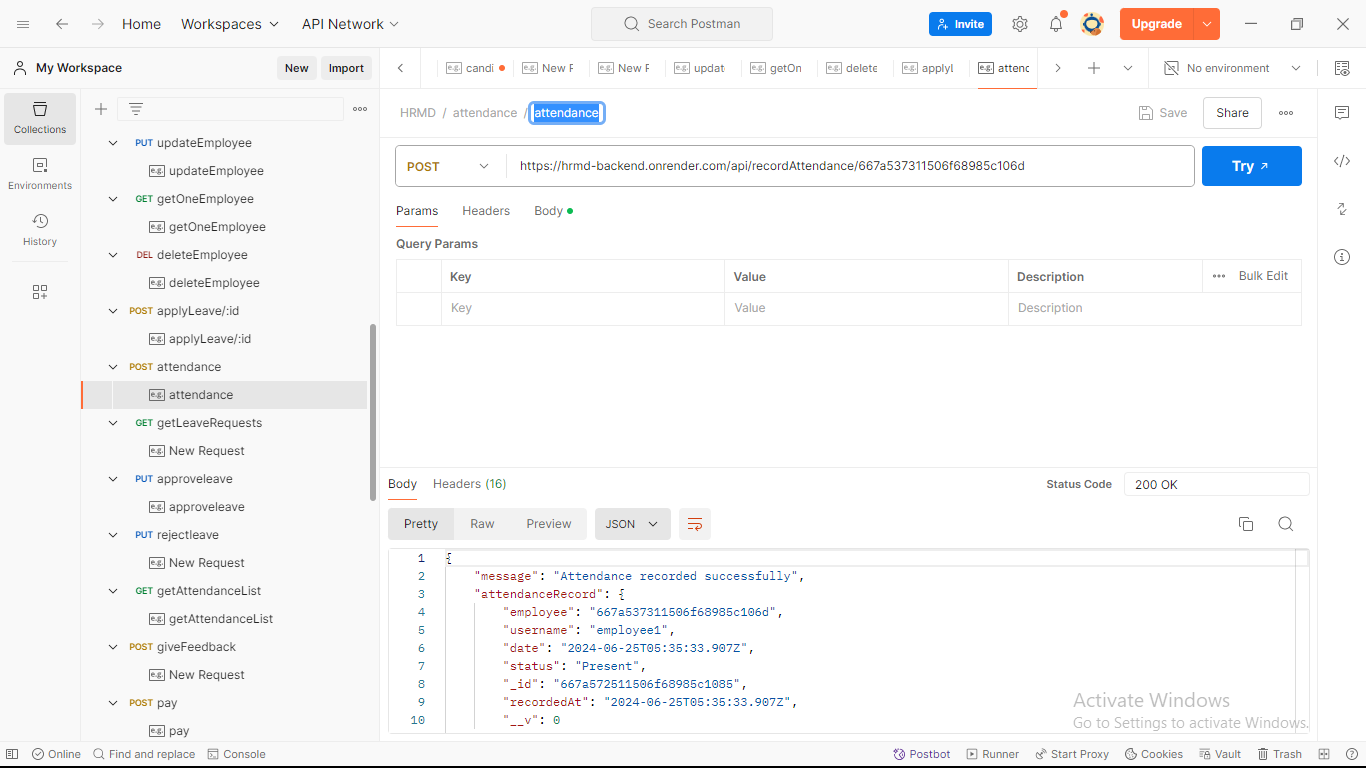 Home Workspaces API Network Search Postman Invite Upgrade
My Workspace New Import candi New F New F updat getOn delete applyl attenc No environment
Collections
Environments
History
PUT updateEmployee
e.g. updateEmployee
GET getOneEmployee
e.g. getOneEmployee
DEL deleteEmployee
e.g. deleteEmployee
POST applyLeave/:id
e.g. applyLeave/:id
POST attendance
e.g. attendance
GET getLeaveRequests
e.g. New Request
PUT approveleave
e.g. approveleave
PUT rejectleave
e.g. New Request
GET getAttendanceList
e.g. getAttendanceList
POST giveFeedback
e.g. New Request
POST pay
e.g. pay
HRMD / attendance / attendance Save Share
POST https://hrmd-backend.onrender.com/api/recordAttendance/667a537311506f68985c106d Try
Params Headers Body
Query Params
Key Value Description Bulk Edit
Key Value Description
Body Headers (16) Status Code 200 OK
Pretty Raw Preview JSON
1 {
2 "message": "Attendance recorded successfully",
3 "attendanceRecord": {
4 "employee": "667a537311506f68985c106d",
5 "username": "employee1",
6 "date": "2024-06-25T05:35:33.907Z",
7 "status": "Present",
8 "_id": "667a572511506f68985c1085",
9 "recordedAt": "2024-06-25T05:35:33.907Z",
10 "__v": 0
Activate Windows
Go to Settings to activate Windows.
Online Find and replace Console Postbot Runner Start Proxy Cookies Vault Trash